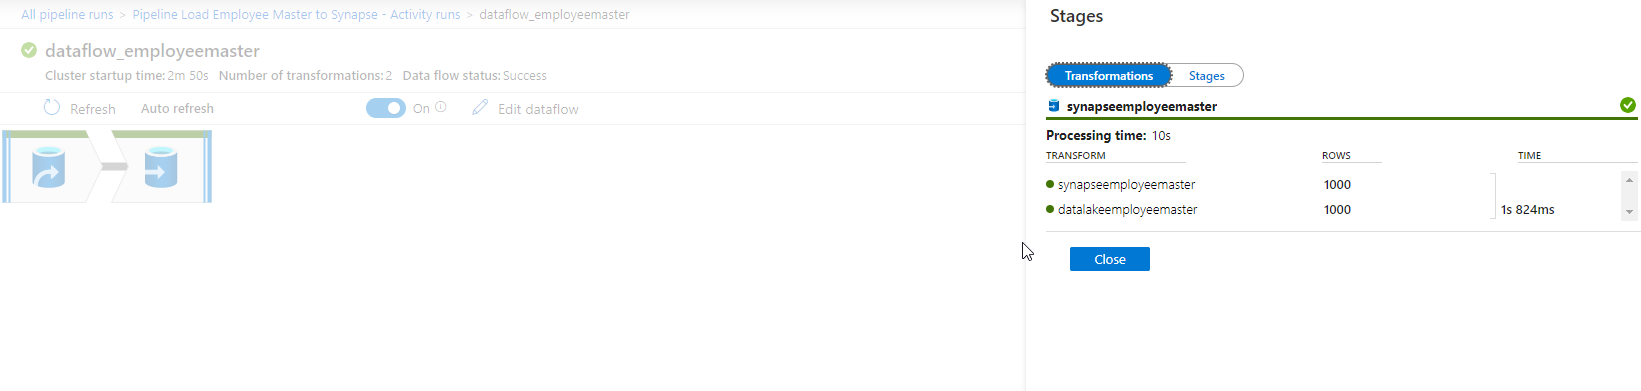 All pipeline runs > Pipeline Load Employee Master to Synapse - Activity runs > dataflow_employeemaster
dataflow_employeemaster
Cluster startup time: 2m 50s Number of transformations: 2 Data flow status: Success
Refresh Auto refresh On Edit dataflow
Stages
Transformations Stages
synapseemployeemaster
Processing time: 10s
TRANSFORM ROWS TIME
synapseemployeemaster 1000
datalakeemployeemaster 1000 1s 824ms
Close